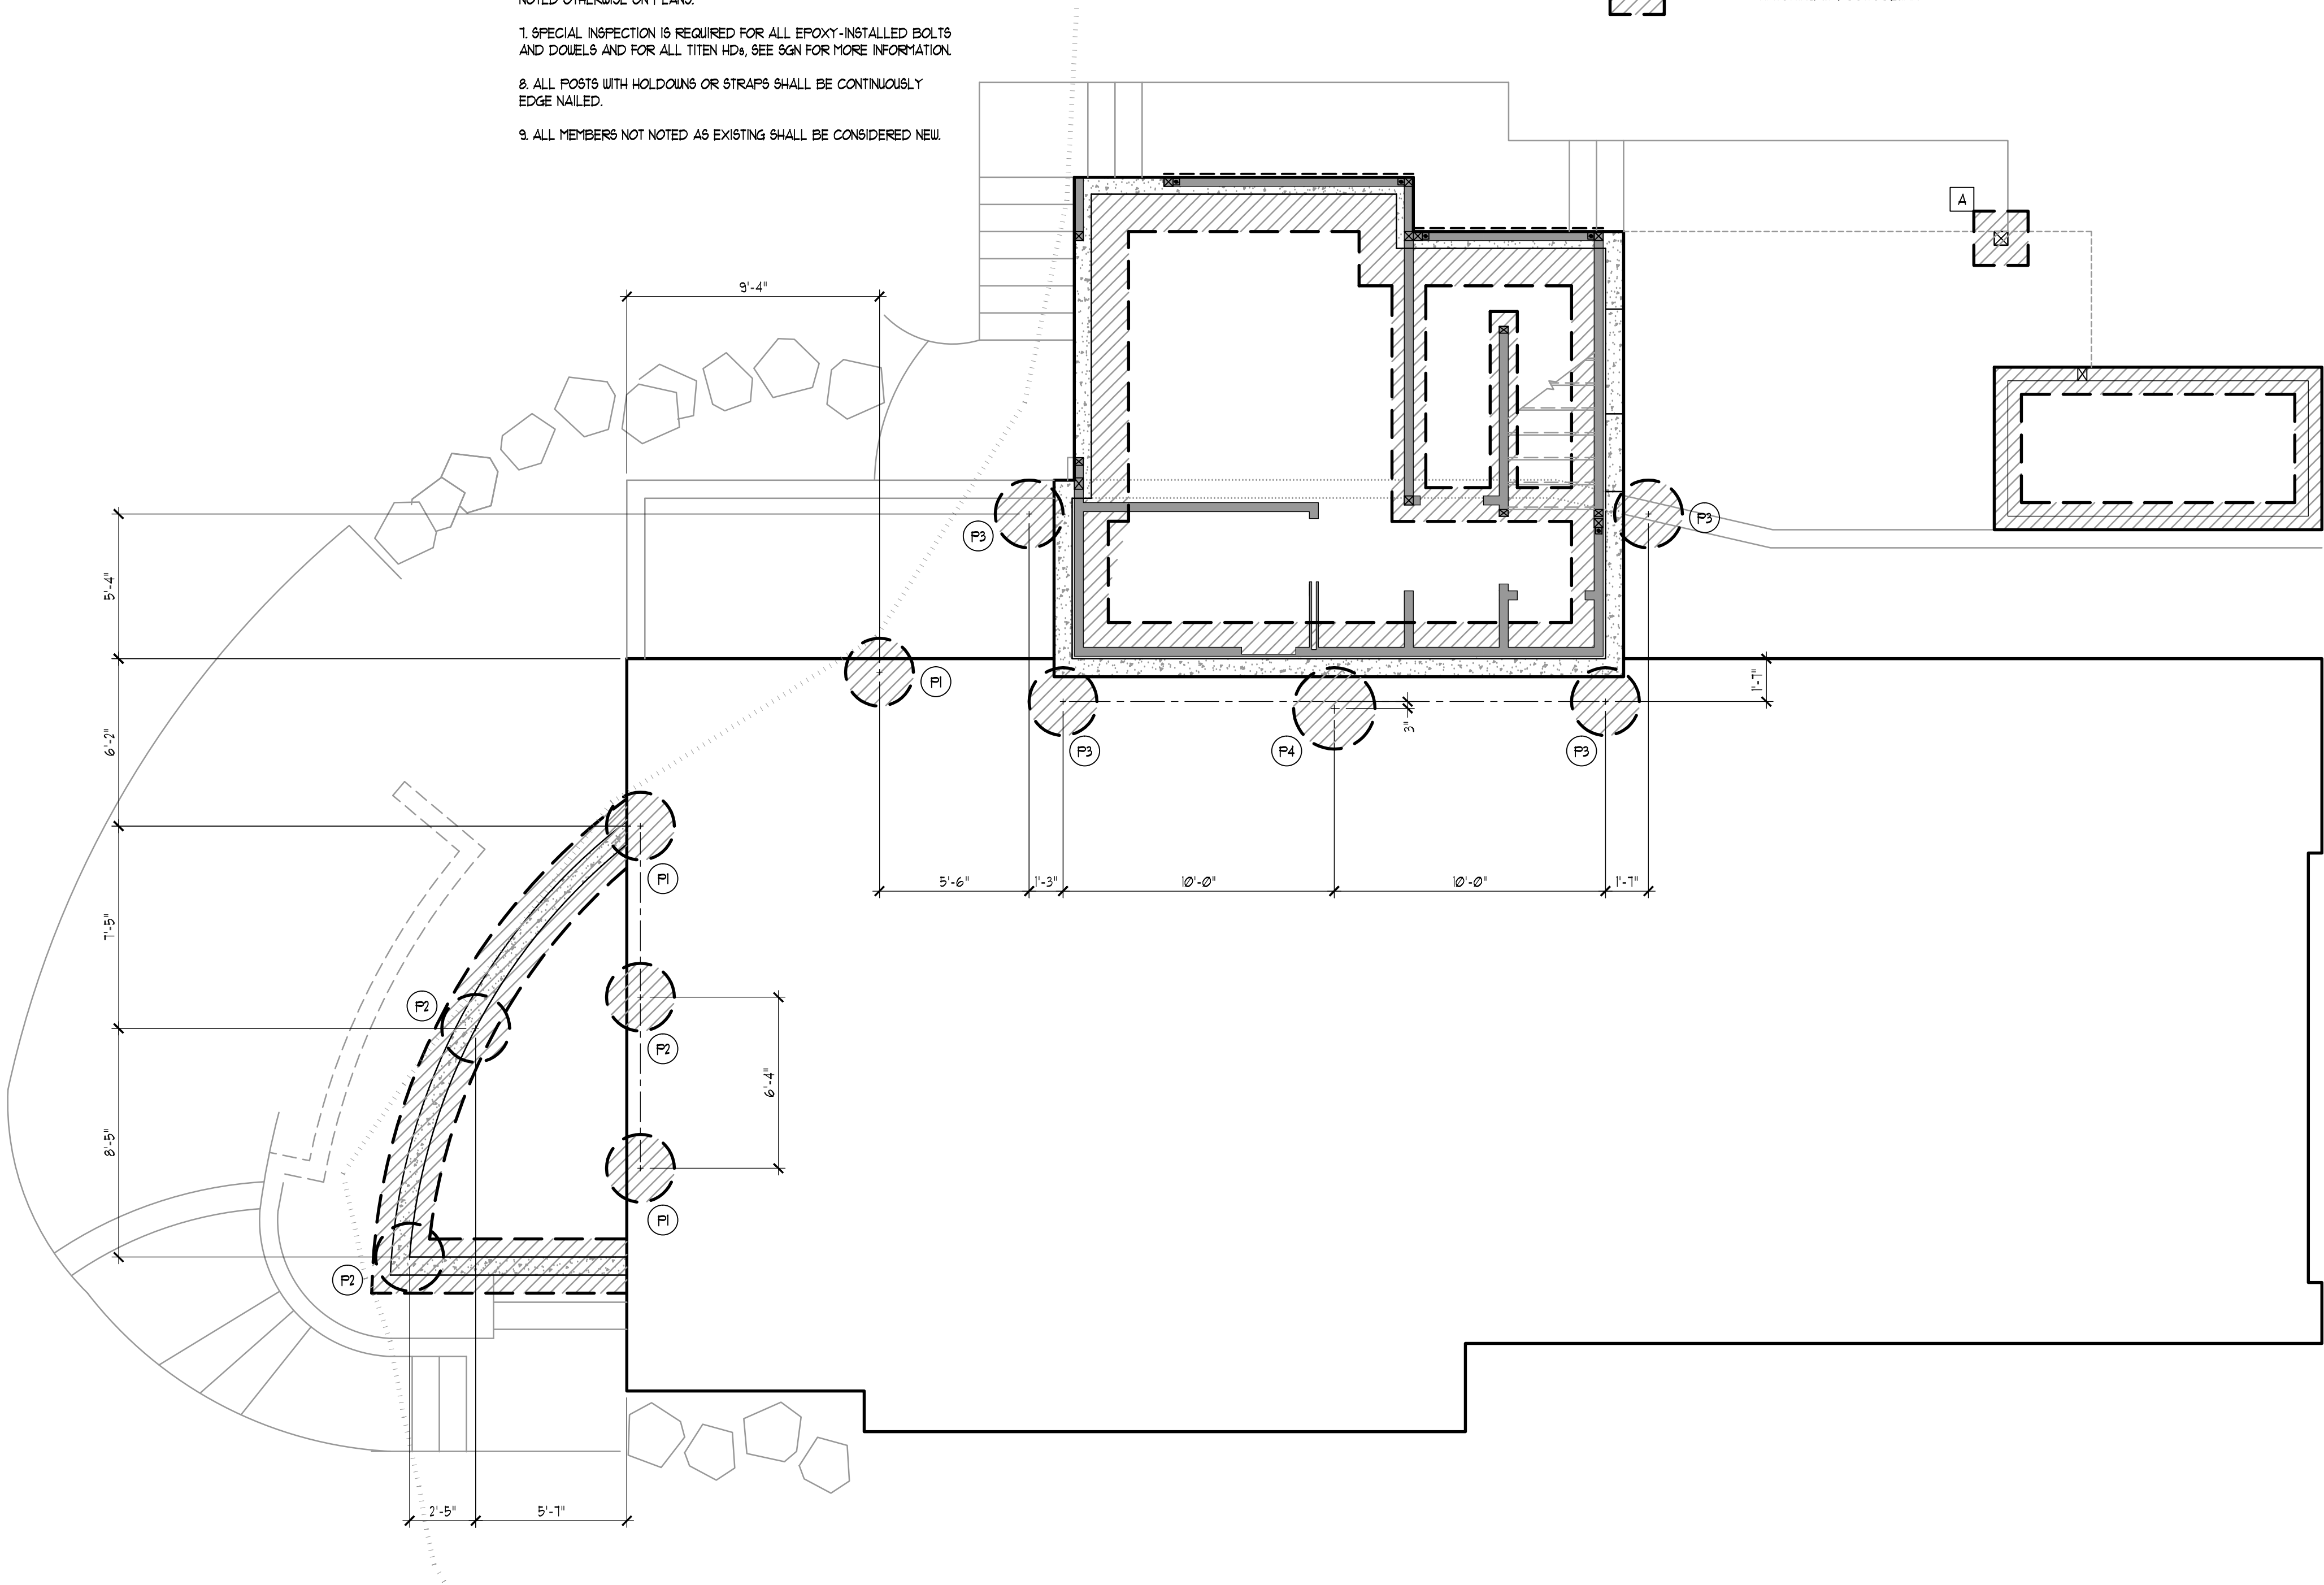 NOTED OTHERWISE ON PLANS.
7. SPECIAL INSPECTION IS REQUIRED FOR ALL EPOXY-INSTALLED BOLTS
AND DOWELS AND FOR ALL TITEN HDs, SEE SGN FOR MORE INFORMATION.
8. ALL POSTS WITH HOLDOWNS OR STRAPS SHALL BE CONTINUOUSLY
EDGE NAILED.
9. ALL MEMBERS NOT NOTED AS EXISTING SHALL BE CONSIDERED NEW.
A
9'-4"
P3
P3
5'-4"
P1
1'-7"
3"
6'-2"
P3
P4
P3
P1
5'-6"
1'-3"
10'-0"
10'-0"
1'-7"
7'-5"
P2
P2
6'-4"
8'-5"
P1
P2
2'-5"
5'-7"